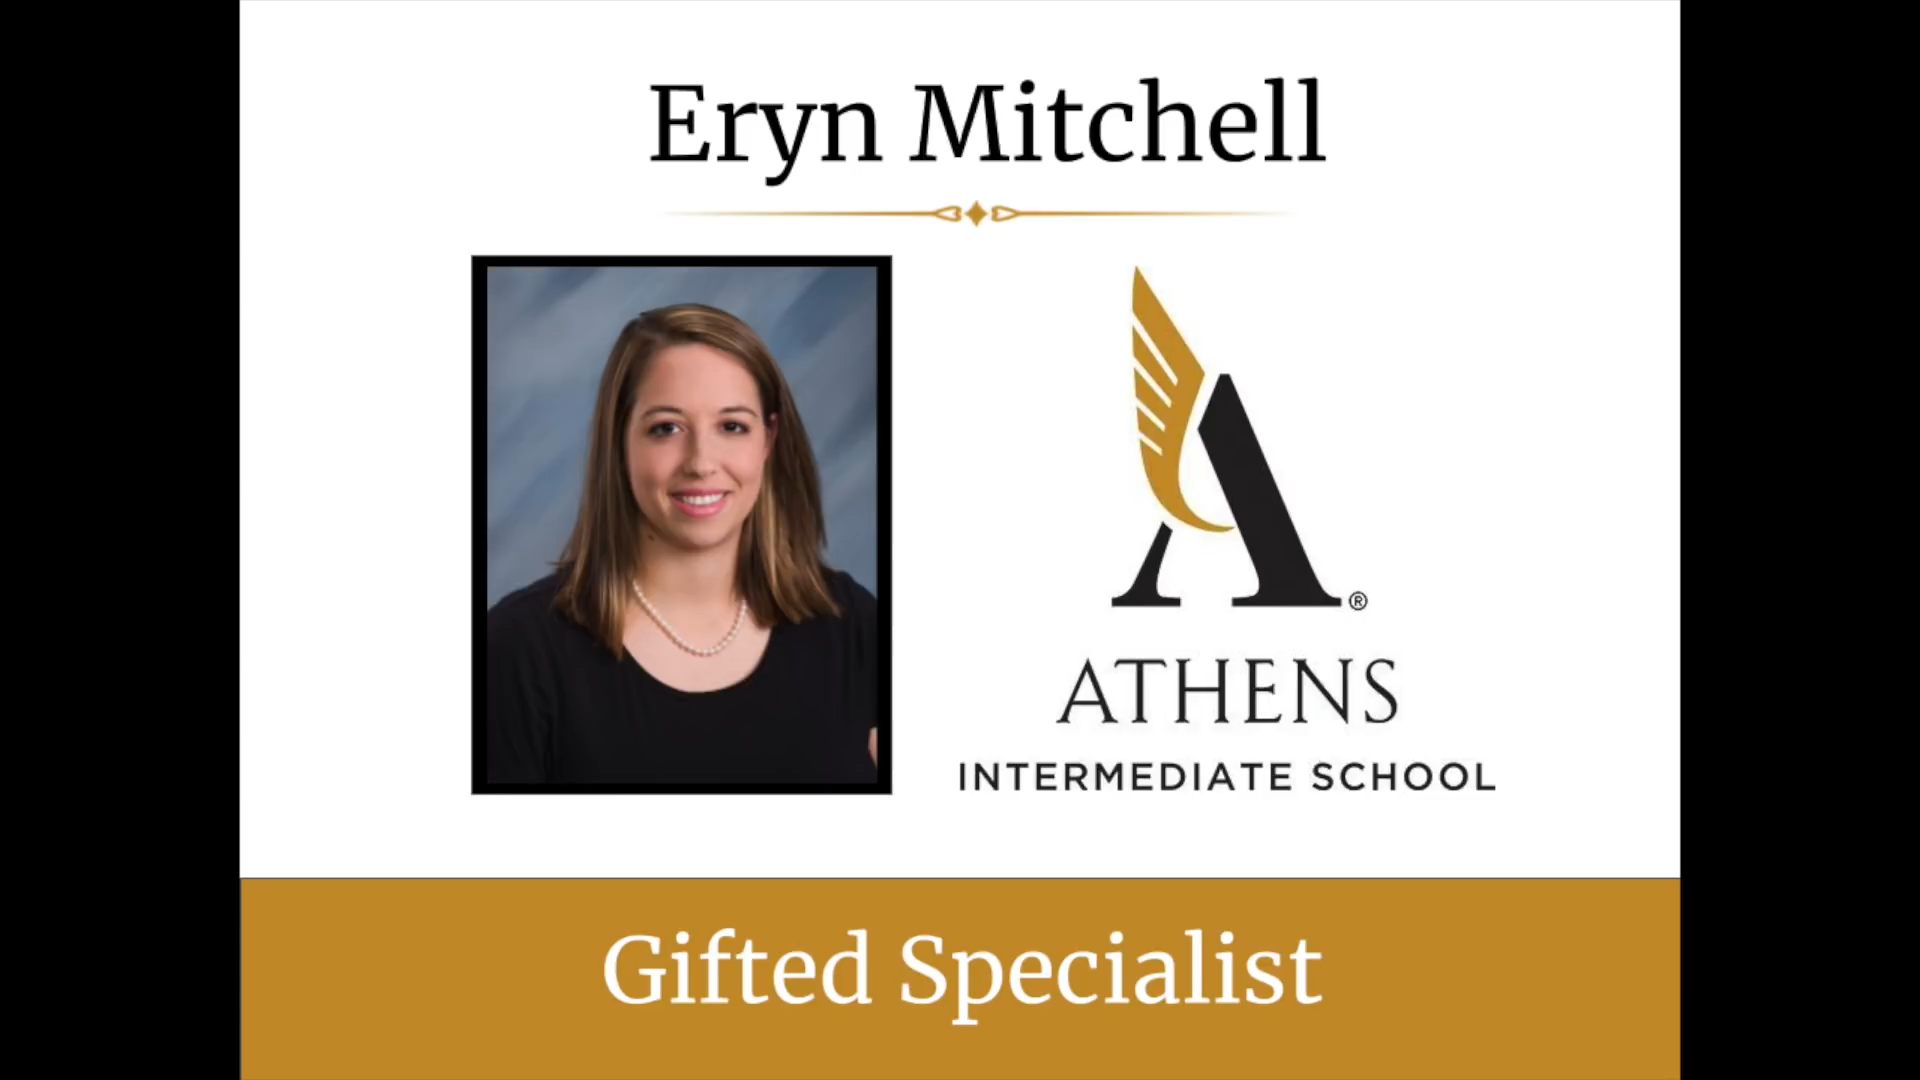 Eryn Mitchell
A®
ATHENS
INTERMEDIATE SCHOOL
Gifted Specialist